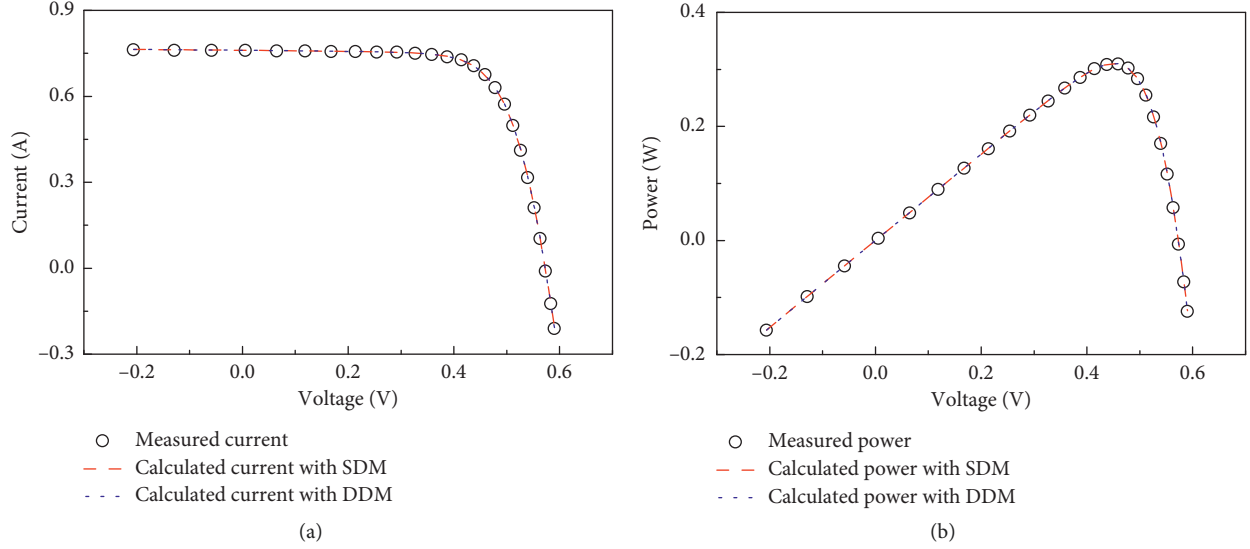 0.9
0.6
0.3
0.0
−0.3
Current (A)
−0.2 0.0 0.2 0.4 0.6
Voltage (V)
Measured current
Calculated current with SDM
Calculated current with DDM
(a)
0.4
0.2
0.0
−0.2
Power (W)
−0.2 0.0 0.2 0.4 0.6
Voltage (V)
Measured power
Calculated power with SDM
Calculated power with DDM
(b)